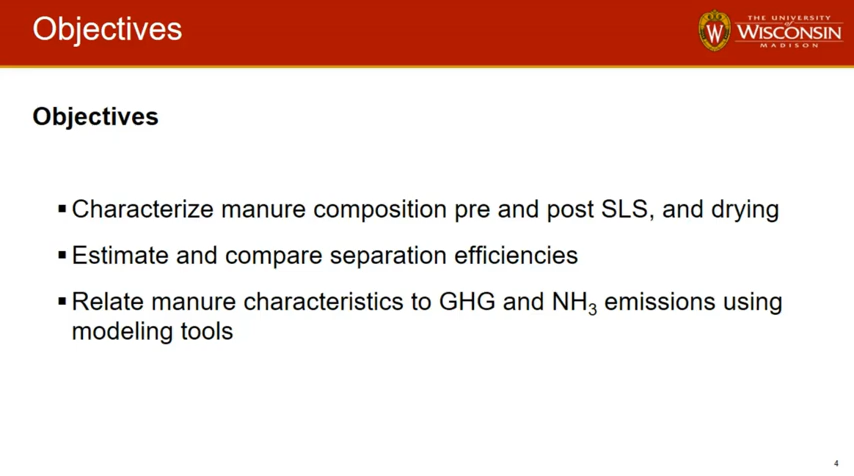 Objectives
THE UNIVERSITY
of
WISCONSIN
MADISON
W
Objectives
▪ Characterize manure composition pre and post SLS, and drying
▪ Estimate and compare separation efficiencies
▪ Relate manure characteristics to GHG and NH₃ emissions using
modeling tools
4